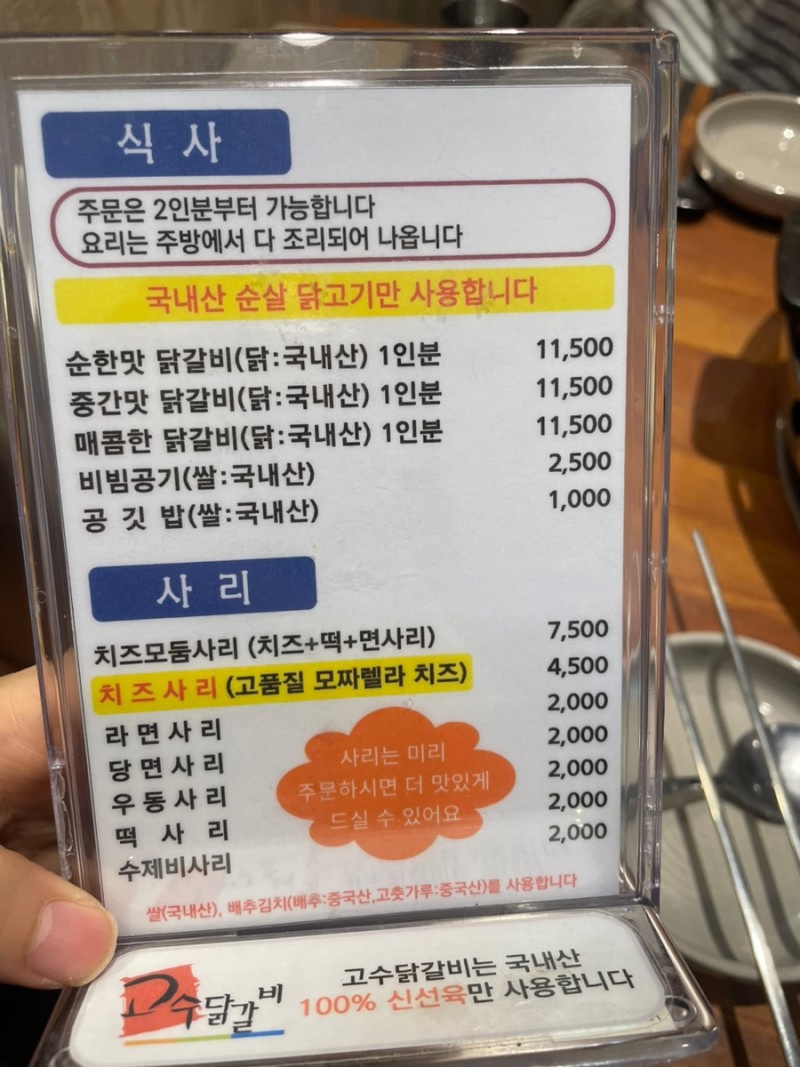 식 사
주문은 2인분부터 가능합니다
요리는 주방에서 다 조리되어 나옵니다
국내산 순살 닭고기만 사용합니다
순한맛 닭갈비(닭:국내산) 1인분 11,500
중간맛 닭갈비(닭:국내산) 1인분 11,500
매콤한 닭갈비(닭:국내산) 1인분 11,500
비빔공기(쌀:국내산) 2,500
공 깃 밥(쌀:국내산) 1,000
사 리
치즈모둠사리 (치즈+떡+면사리) 7,500
치 즈 사 리 (고품질 모짜렐라 치즈) 4,500
라 면 사 리 2,000
당 면 사 리 2,000
우 동 사 리 2,000
떡 사 리 2,000
수제비사리 2,000
사리는 미리
주문하시면 더 맛있게
드실 수 있어요
쌀(국내산), 배추김치(배추:중국산,고춧가루:중국산)를 사용합니다
고수닭갈비
고수닭갈비는 국내산
100% 신선육만 사용합니다